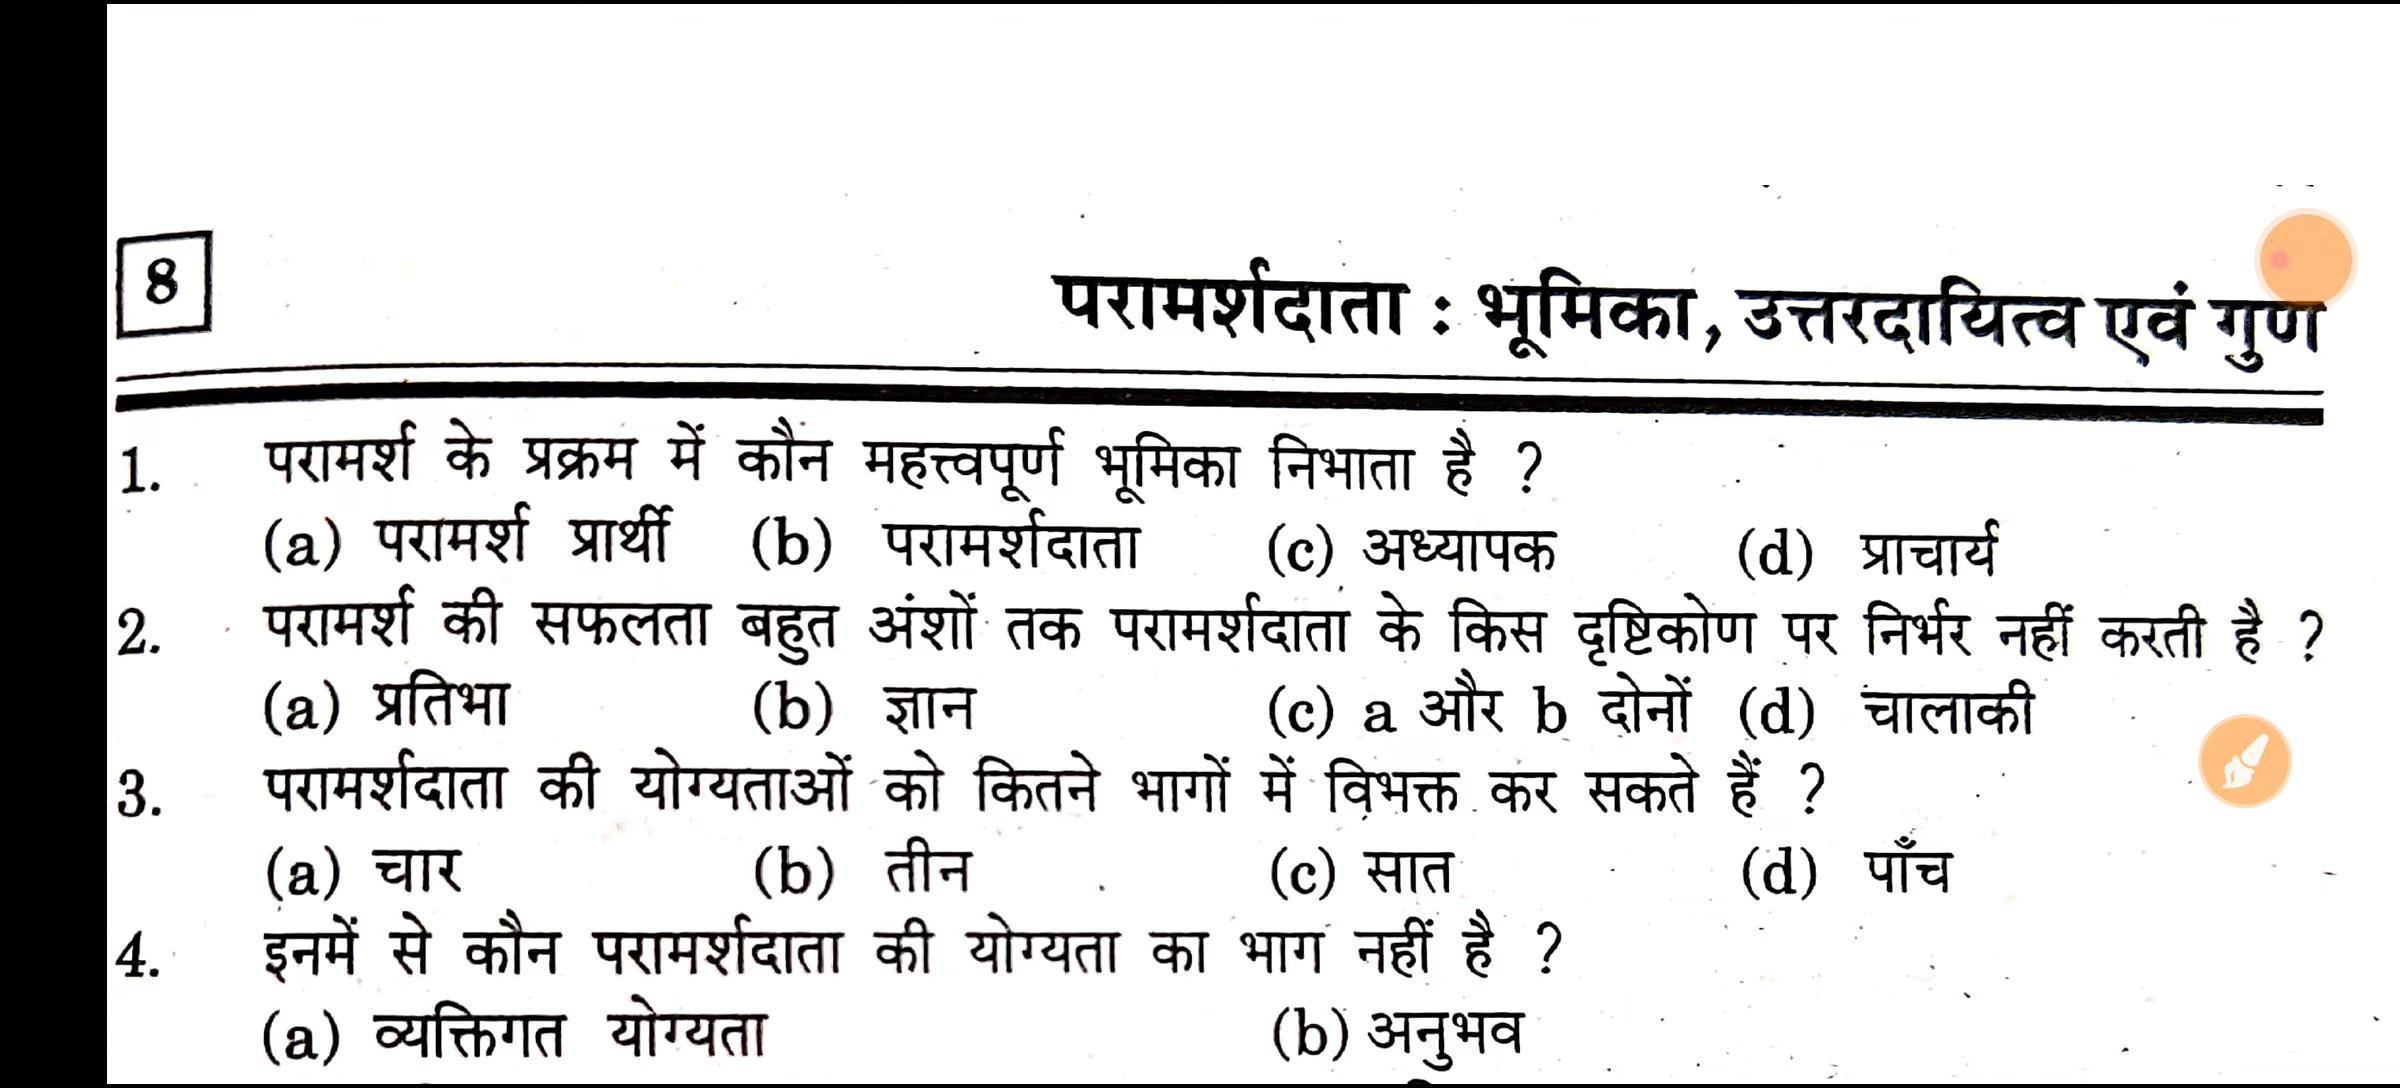 8
परामर्शदाता : भूमिका, उत्तरदायित्व एवं गुण
1. परामर्श के प्रक्रम में कौन महत्त्वपूर्ण भूमिका निभाता है ?
(a) परामर्श प्रार्थी (b) परामर्शदाता (c) अध्यापक (d) प्राचार्य
2. परामर्श की सफलता बहुत अंशों तक परामर्शदाता के किस दृष्टिकोण पर निर्भर नहीं करती है ?
(a) प्रतिभा (b) ज्ञान (c) a और b दोनों (d) चालाकी
3. परामर्शदाता की योग्यताओं को कितने भागों में विभक्त कर सकते हैं ?
(a) चार (b) तीन (c) सात (d) पाँच
4. इनमें से कौन परामर्शदाता की योग्यता का भाग नहीं है ?
(a) व्यक्तिगत योग्यता (b) अनुभव